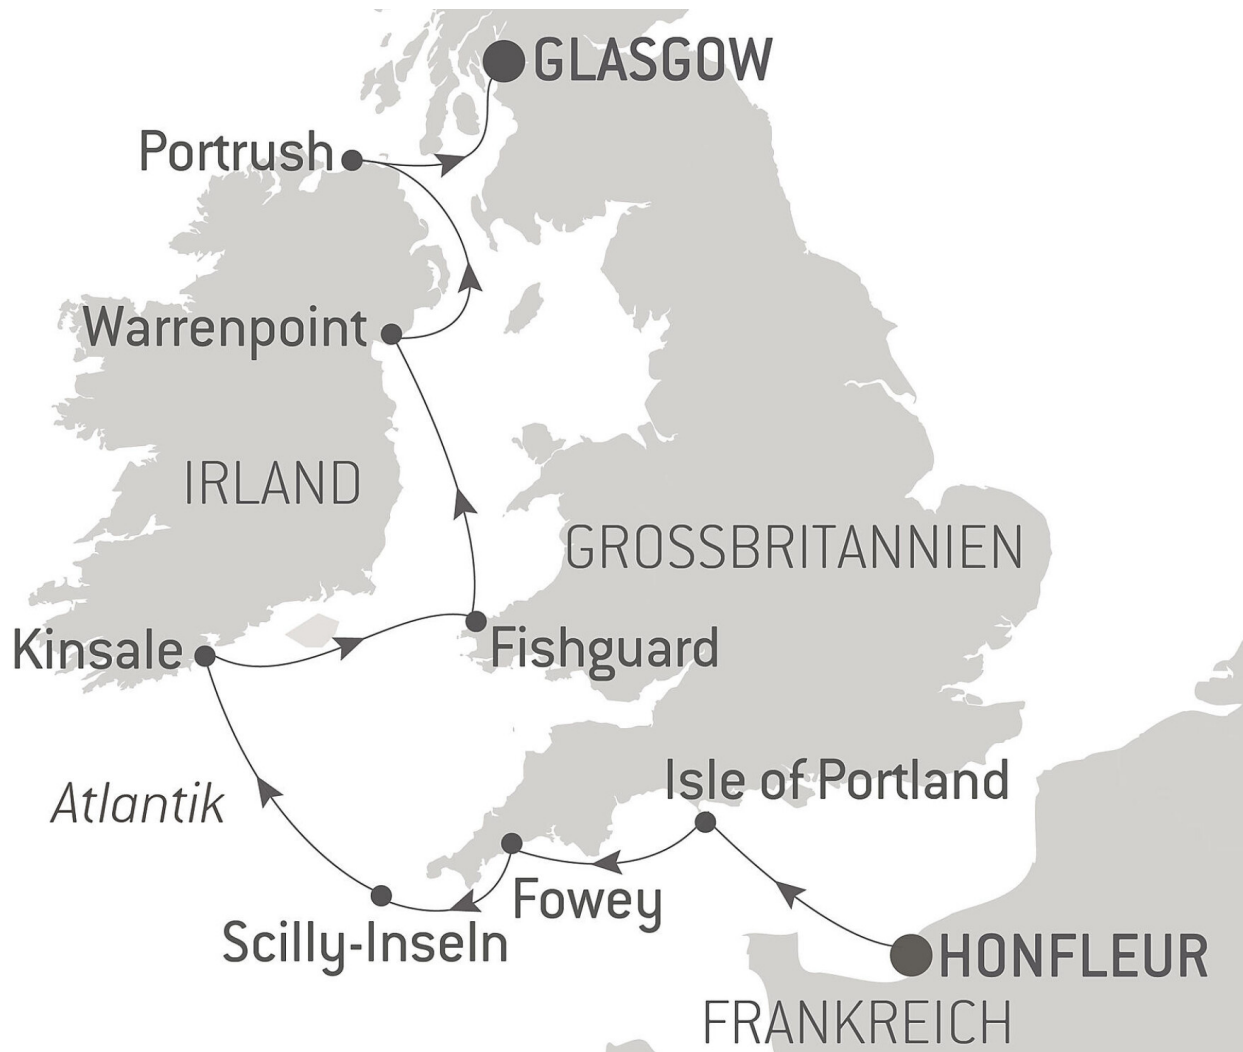 GLASGOW
Portrush
Warrenpoint
IRLAND
GROSSBRITANNIEN
Kinsale
Fishguard
Isle of Portland
Atlantik
Fowey
Scilly-Inseln
HONFLEUR
FRANKREICH